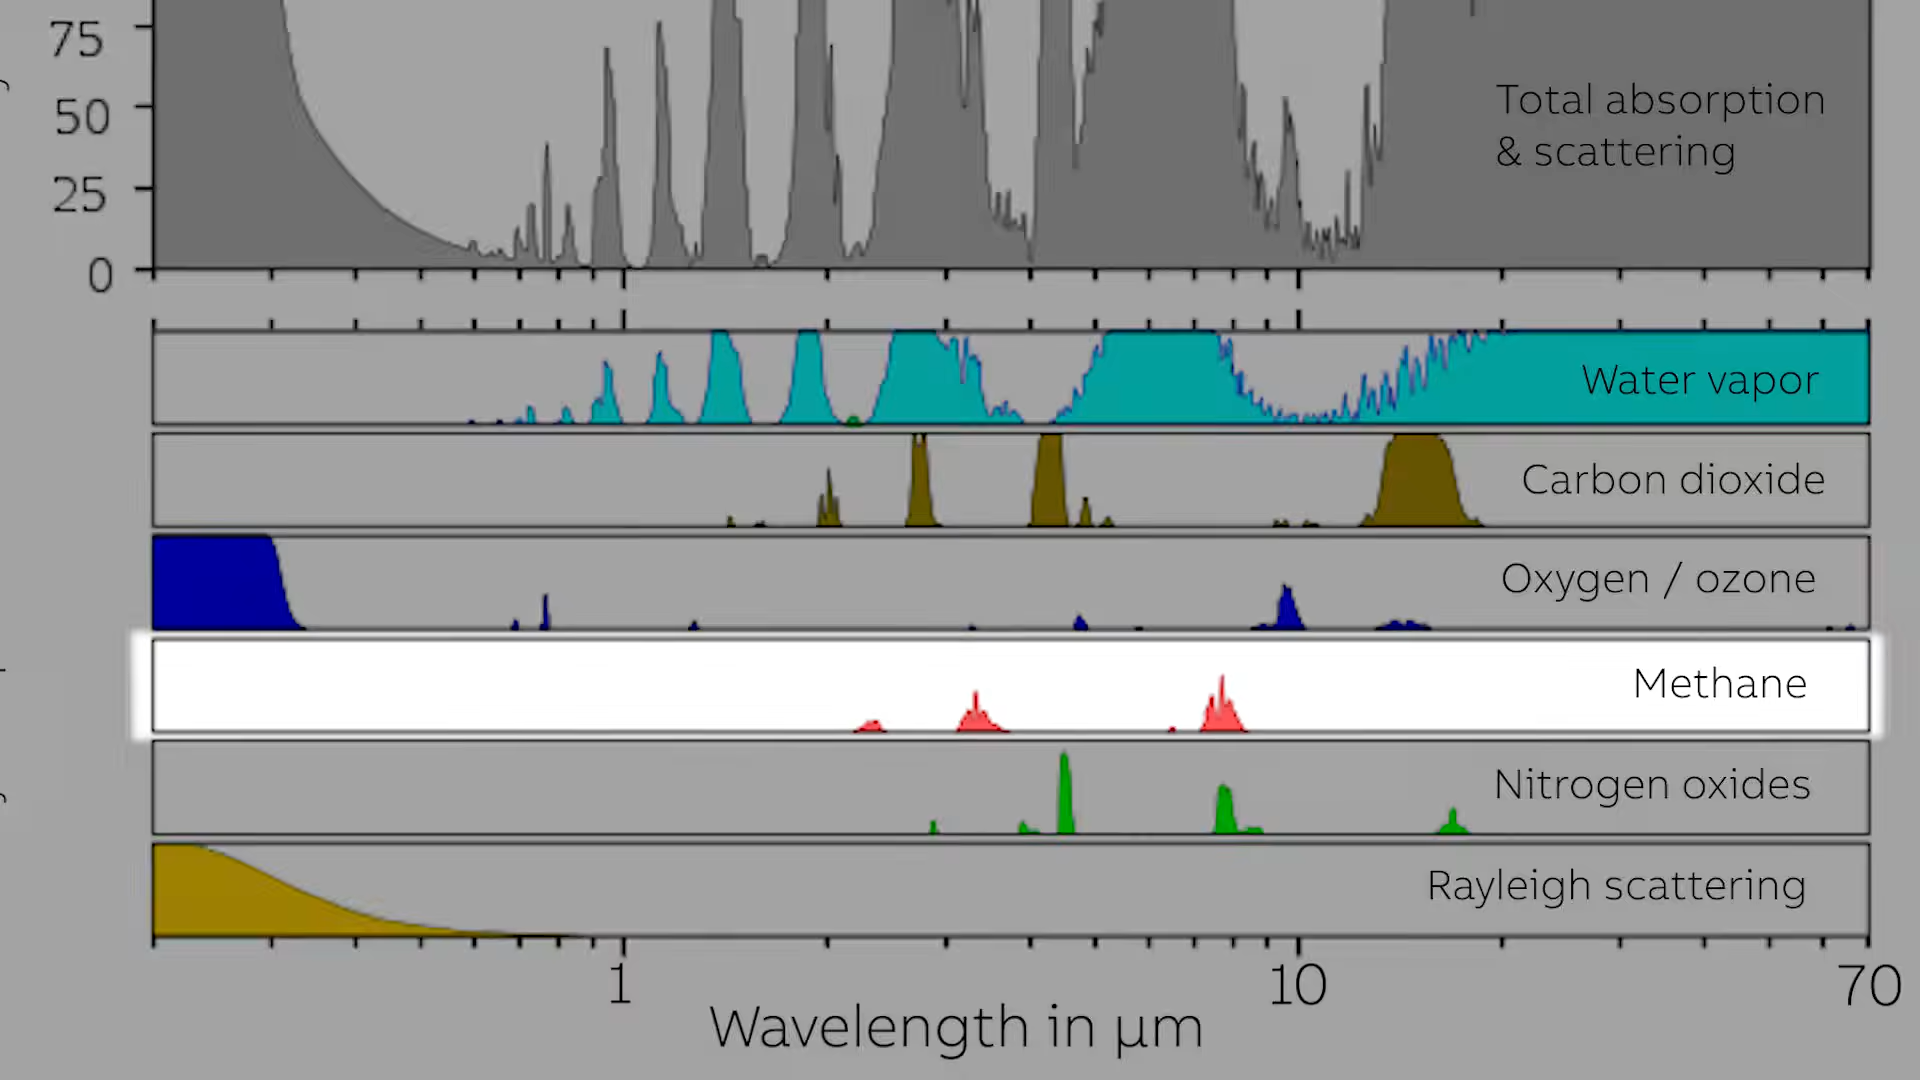 75
50
25
0
Total absorption
& scattering
Water vapor
Carbon dioxide
Oxygen / ozone
Methane
Nitrogen oxides
Rayleigh scattering
1
10
70
Wavelength in µm